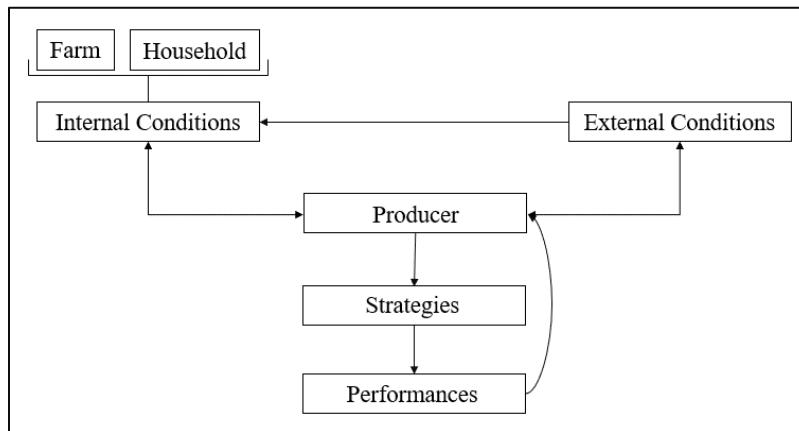 Farm
Household
Internal Conditions
External Conditions
Producer
Strategies
Performances